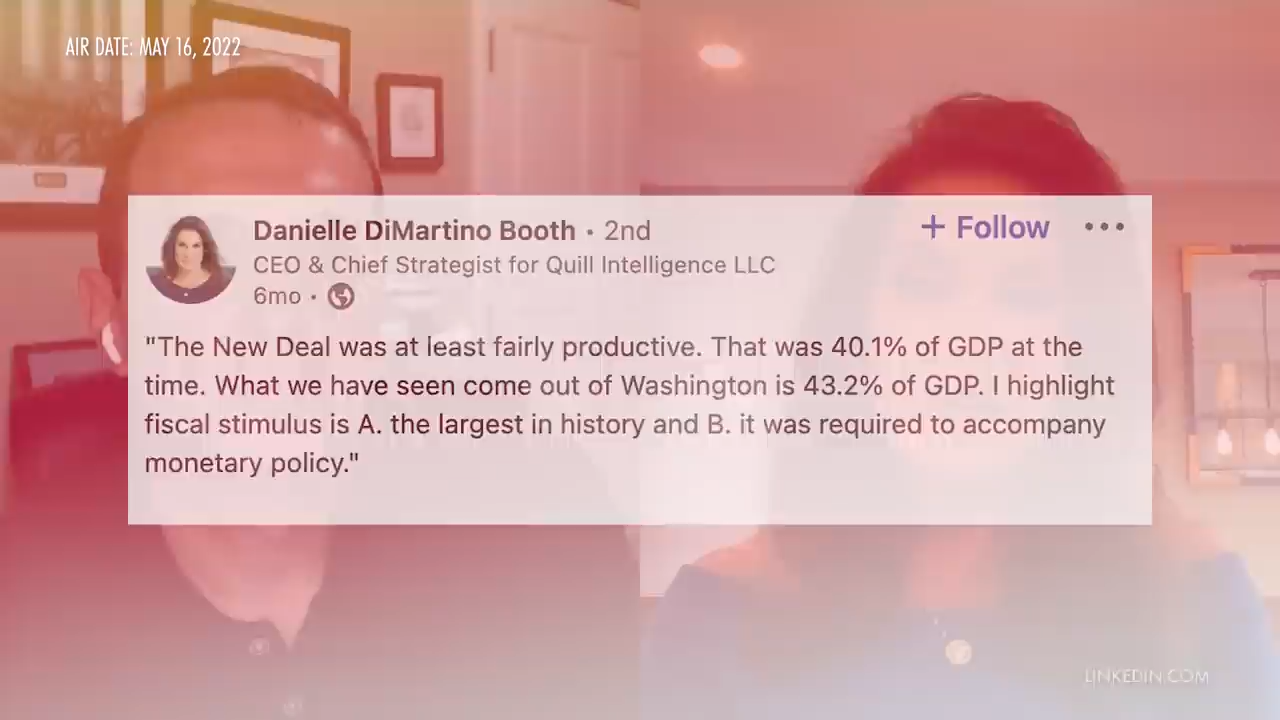 AIR DATE: MAY 16, 2022
Danielle DiMartino Booth • 2nd
+ Follow •••
CEO & Chief Strategist for Quill Intelligence LLC
6mo •
"The New Deal was at least fairly productive. That was 40.1% of GDP at the
time. What we have seen come out of Washington is 43.2% of GDP. I highlight
fiscal stimulus is A. the largest in history and B. it was required to accompany
monetary policy."
LINKEDIN.COM